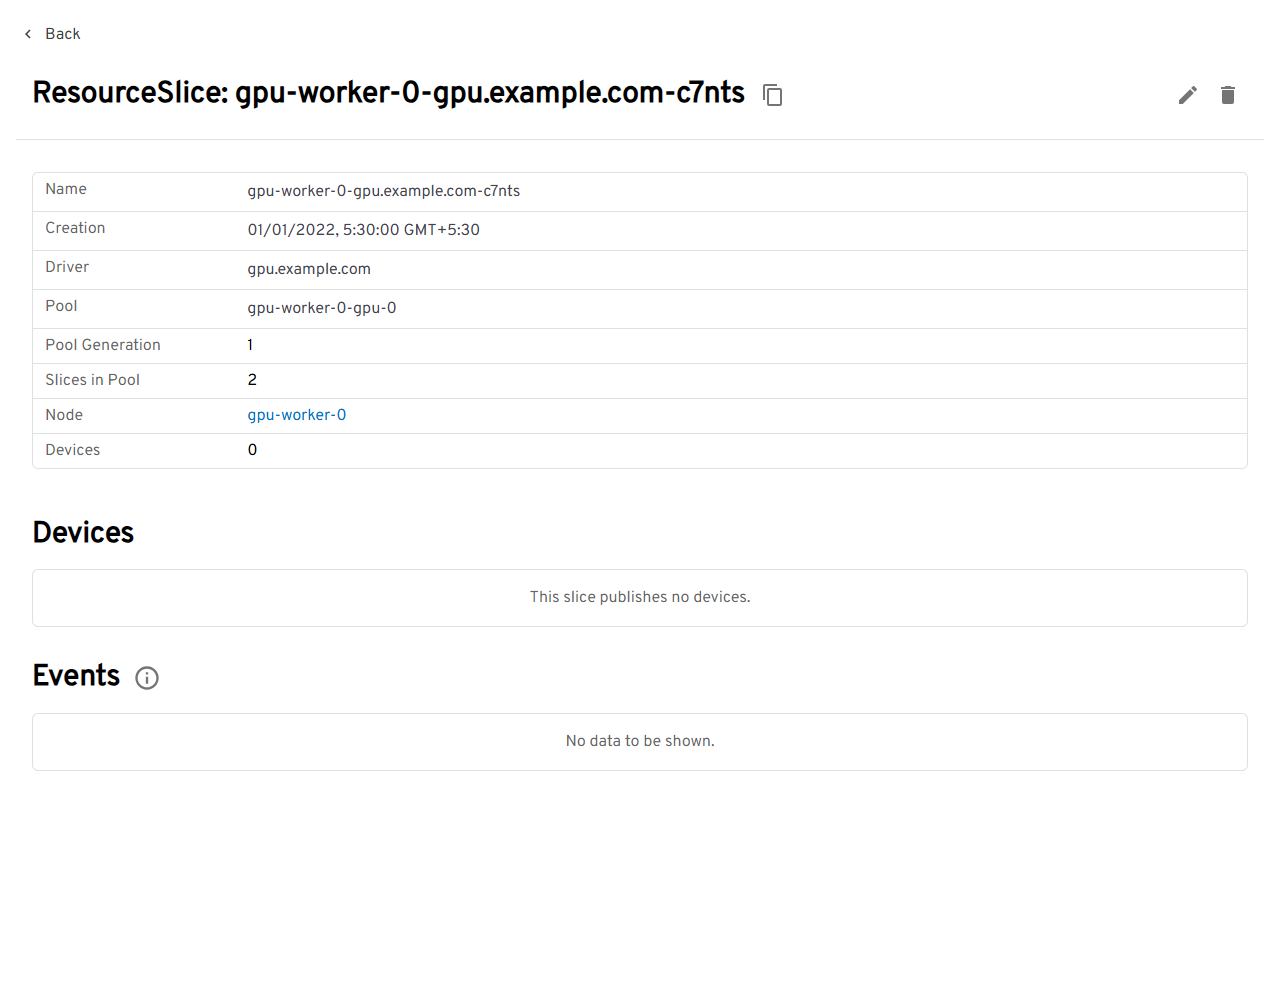 Back
ResourceSlice: gpu-worker-0-gpu.example.com-c7nts
Name gpu-worker-0-gpu.example.com-c7nts
Creation 01/01/2022, 5:30:00 GMT+5:30
Driver gpu.example.com
Pool gpu-worker-0-gpu-0
Pool Generation 1
Slices in Pool 2
Node gpu-worker-0
Devices 0
Devices
This slice publishes no devices.
Events
No data to be shown.